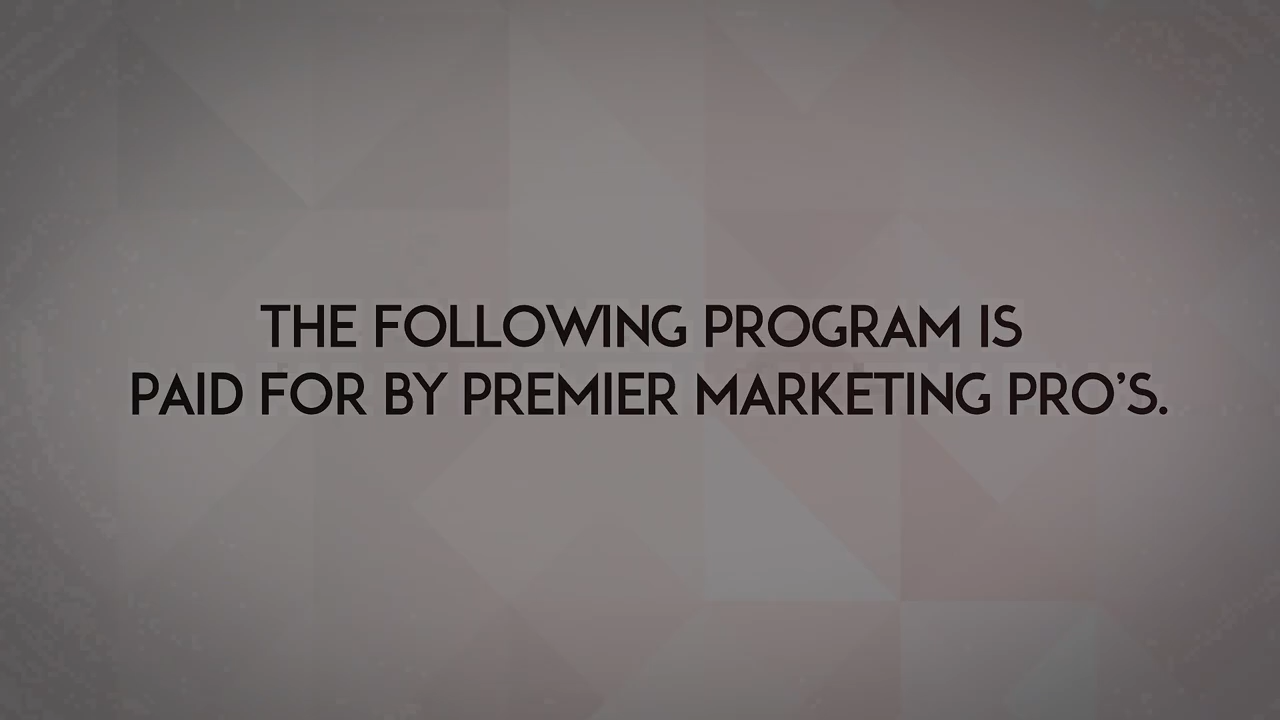 THE FOLLOWING PROGRAM IS
PAID FOR BY PREMIER MARKETING PRO'S.